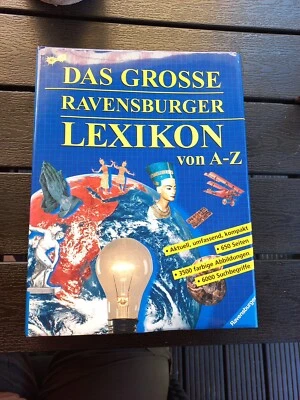 DAS GROSSE
RAVENSBURGER
LEXIKON
von A-Z
• Aktuell, umfassend, kompakt
• 650 Seiten
• 3500 farbige Abbildungen
• 6000 Suchbegriffe
Ravensburger